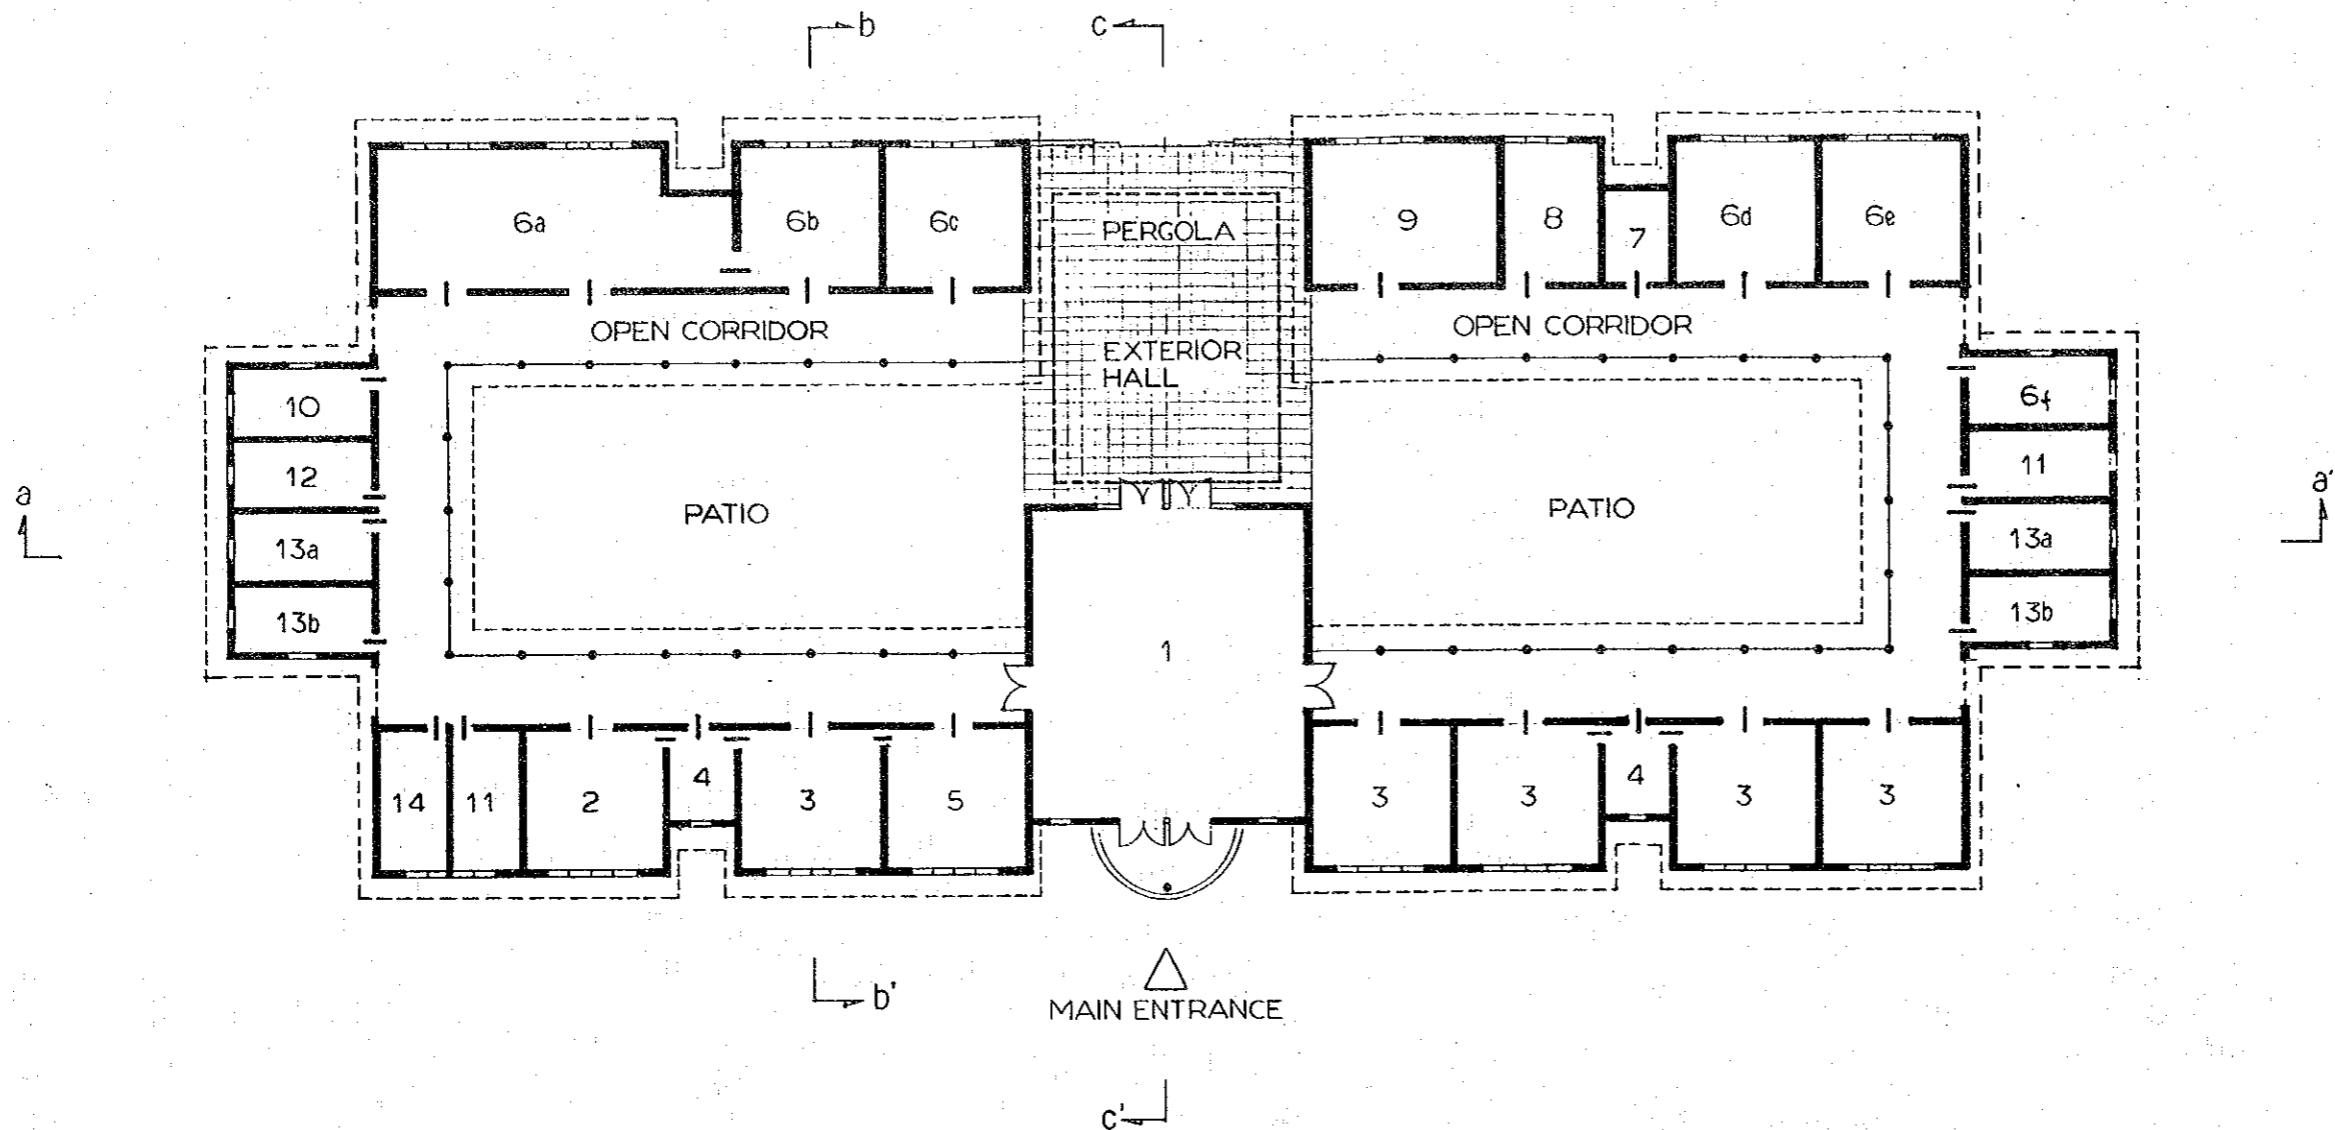 b
c
6a
6b
6c
PERGOLA
9
8
7
6d
6e
OPEN CORRIDOR
EXTERIOR
HALL
OPEN CORRIDOR
10
12
13a
13b
6f
11
13a
13b
a
PATIO
PATIO
a'
1
14
11
2
4
3
5
3
3
4
3
3
b'
MAIN ENTRANCE
c'